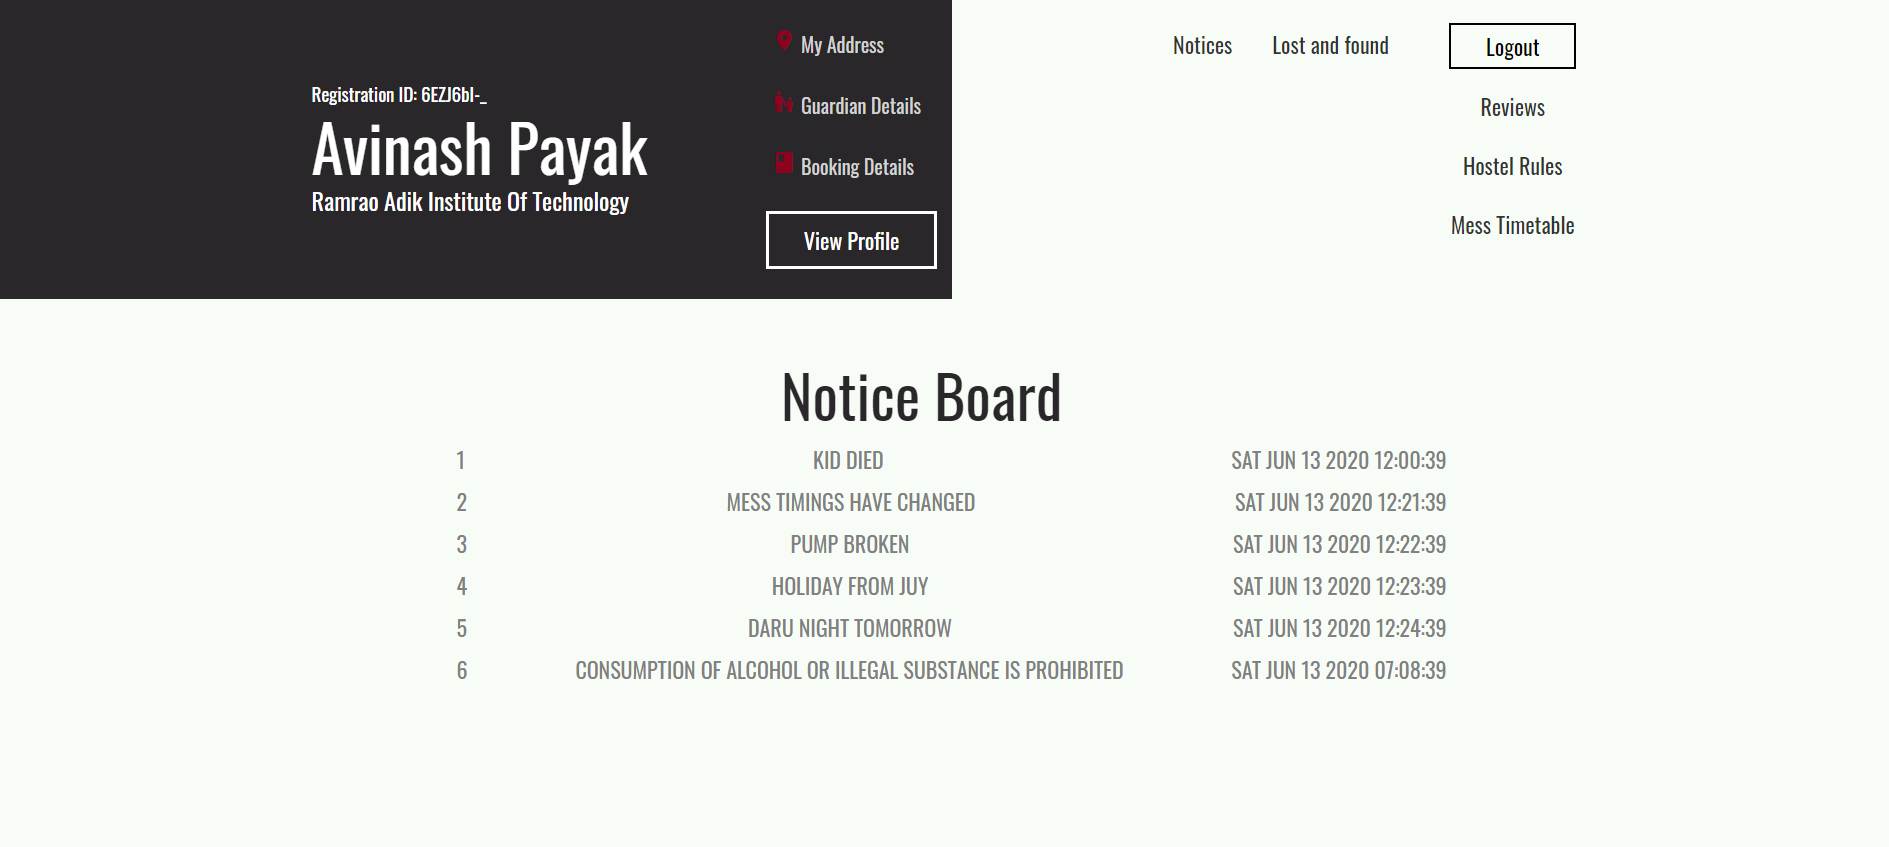 My Address
Notices Lost and found Logout
Registration ID: 6EZJ6bI-_
Guardian Details
Reviews
Avinash Payak
Booking Details
Hostel Rules
Ramrao Adik Institute Of Technology
View Profile
Mess Timetable
Notice Board
1 KID DIED SAT JUN 13 2020 12:00:39
2 MESS TIMINGS HAVE CHANGED SAT JUN 13 2020 12:21:39
3 PUMP BROKEN SAT JUN 13 2020 12:22:39
4 HOLIDAY FROM JUY SAT JUN 13 2020 12:23:39
5 DARU NIGHT TOMORROW SAT JUN 13 2020 12:24:39
6 CONSUMPTION OF ALCOHOL OR ILLEGAL SUBSTANCE IS PROHIBITED SAT JUN 13 2020 07:08:39